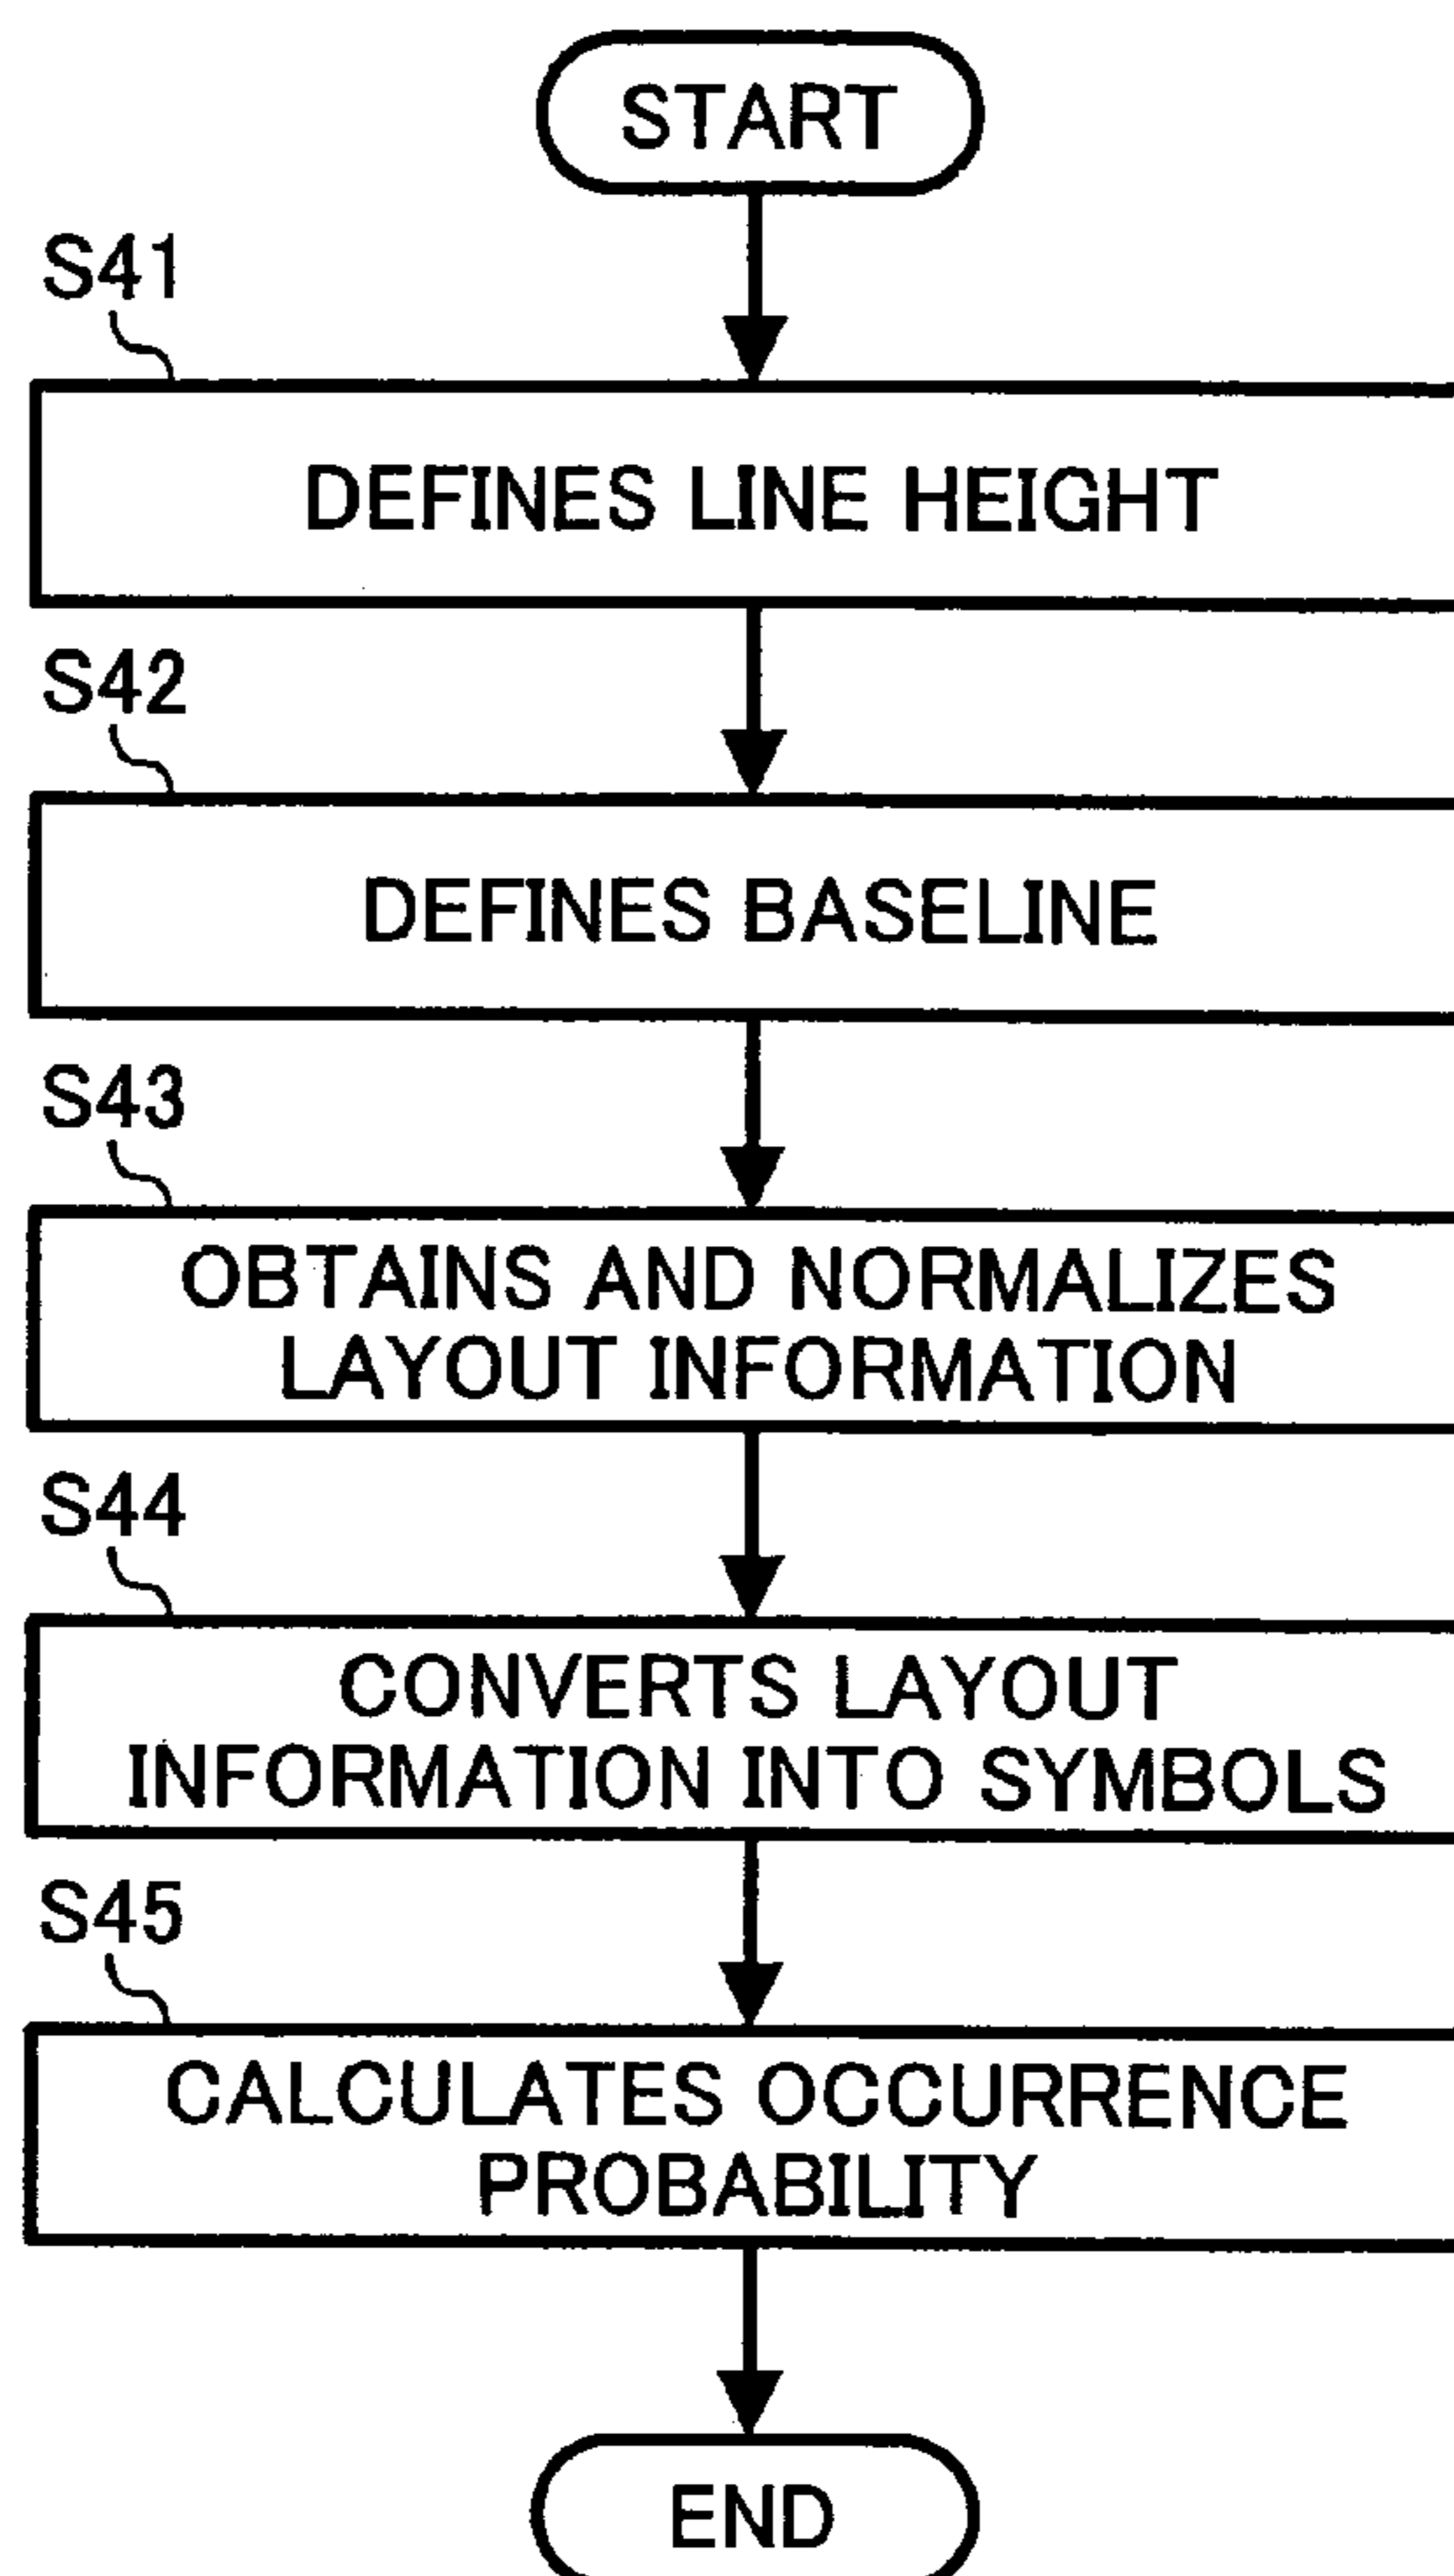 START
S41
DEFINES LINE HEIGHT
S42
DEFINES BASELINE
S43
OBTAINS AND NORMALIZES
LAYOUT INFORMATION
S44
CONVERTS LAYOUT
INFORMATION INTO SYMBOLS
S45
CALCULATES OCCURRENCE
PROBABILITY
END